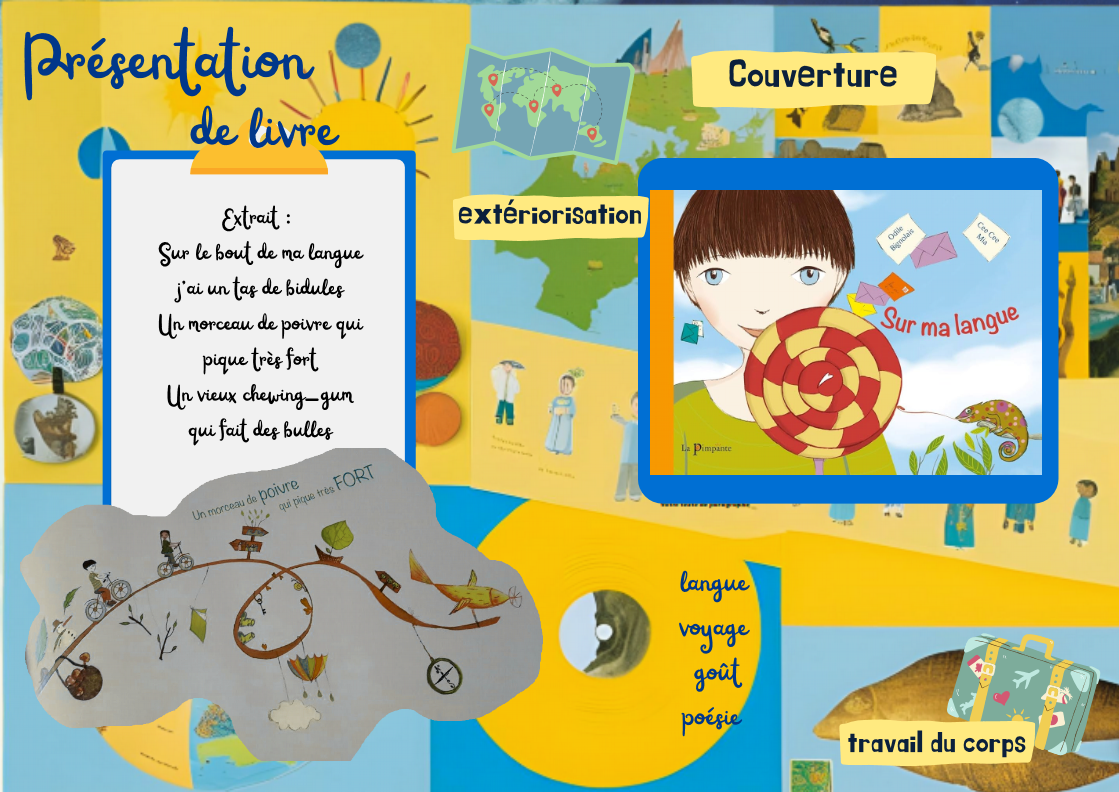 Présentation
de livre
Extrait :
Sur le bout de ma langue
j'ai un tas de bidules
Un morceau de poivre qui
pique très fort
Un vieux chewing-gum
qui fait des bulles
Un morceau de poivre
qui pique très FORT
extériorisation
Couverture
Odile
Bignolais
Cee Cee
Mia
Sur ma langue
La Pimpante
langue
voyage
goût
poésie
travail du corps